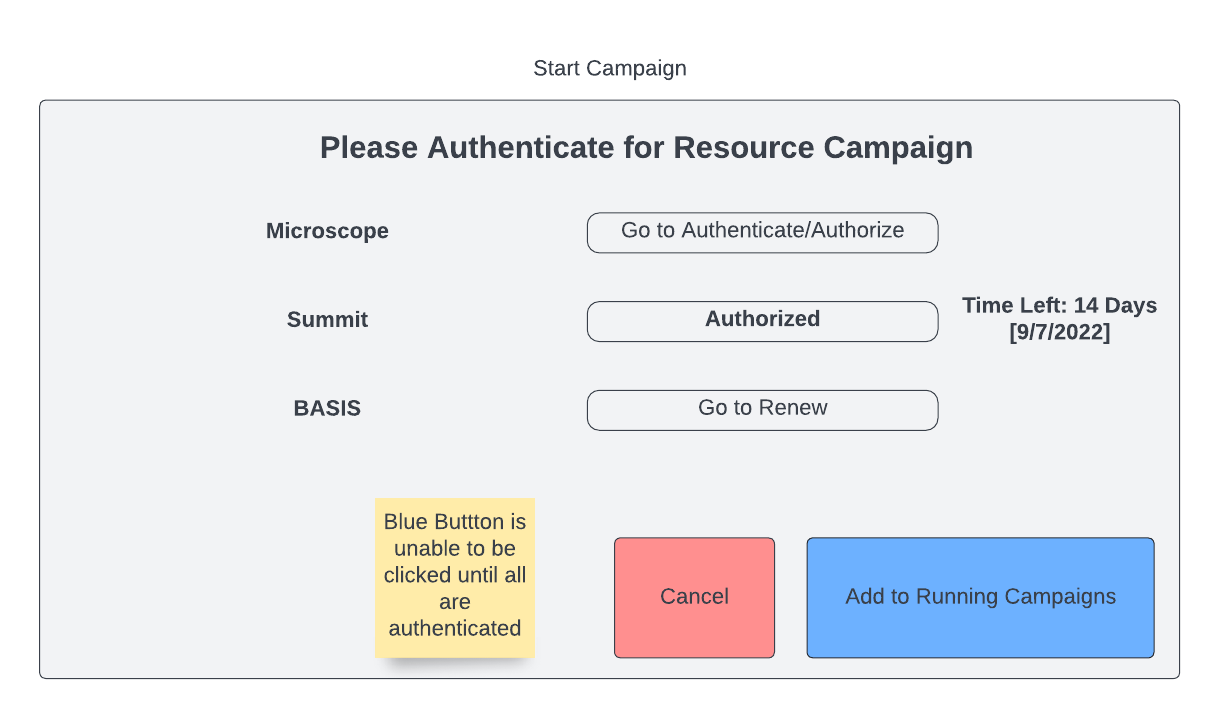 Start Campaign
Please Authenticate for Resource Campaign
Microscope
Go to Authenticate/Authorize
Summit
Authorized
Time Left: 14 Days
[9/7/2022]
BASIS
Go to Renew
Blue Buttton is
unable to be
clicked until all
are
authenticated
Cancel
Add to Running Campaigns